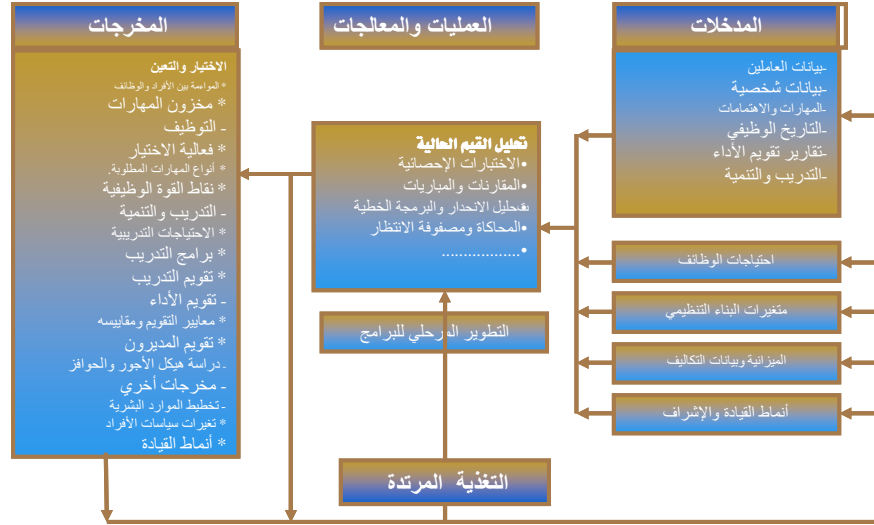 المدخلات
-بيانات العاملين
-بيانات شخصية
-المهارات والاهتمامات
-التاريخ الوظيفي
-تقارير تقويم الأداء
-التدريب والتنمية
احتياجات الوظائف
متغيرات البناء التنظيمي
الميزانية وبيانات التكاليف
أنماط القيادة والإشراف
العمليات والمعالجات
تحليل القيم الحالية
•الاختبارات الإحصائية
•المقارنات والمباريات
•تحليل الانحدار والبرمجة الخطية
•المحاكاة ومصفوفة الانتظار
•..................
التطوير المرحلي للبرامج
التغذية المرتدة
المخرجات
الاختيار والتعين
* المواءمة بين الأفراد والوظائف
* مخزون المهارات
- التوظيف
* فعالية الاختيار
* أنواع المهارات المطلوبة.
* نقاط القوة الوظيفية
- التدريب والتنمية
* الاحتياجات التدريبية
* برامج التدريب
* تقويم التدريب
- تقويم الأداء
* معايير التقويم ومقاييسه
* تقويم المديرون
- دراسة هيكل الأجور والحوافز
- مخرجات أخري
- تخطيط الموارد البشرية
* تغيرات سياسات الأفراد
* أنماط القيادة